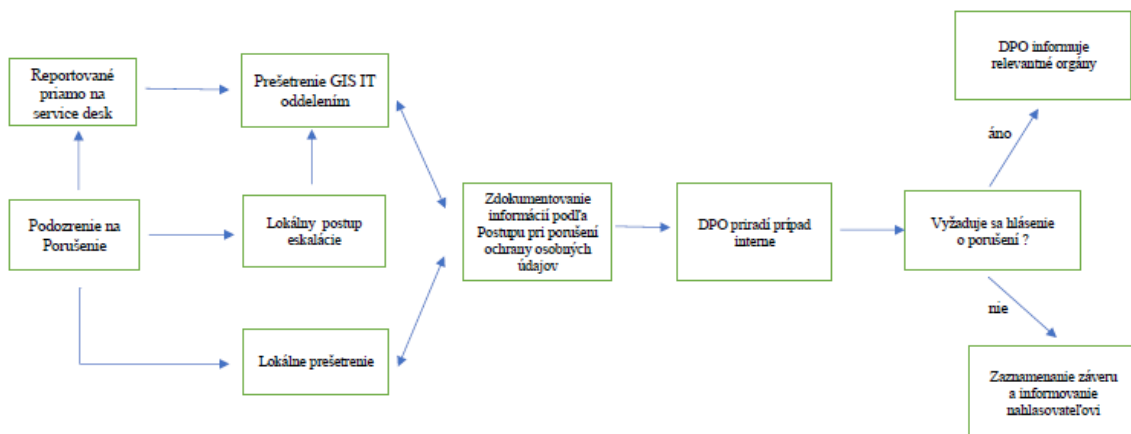 Reportované
priamo na
service desk
Prešetrenie GIS IT
oddelením
Podozrenie na
Porušenie
Lokálny postup
eskalácie
Lokálne prešetrenie
Zdokumentovanie
informácií podľa
Postupu pri porušení
ochrany osobných
údajov
DPO priradí prípad
interne
Vyžaduje sa hlásenie
o porušení ?
áno
DPO informuje
relevantné orgány
nie
Zaznamenanie záveru
a informovanie
nahlasovateľovi